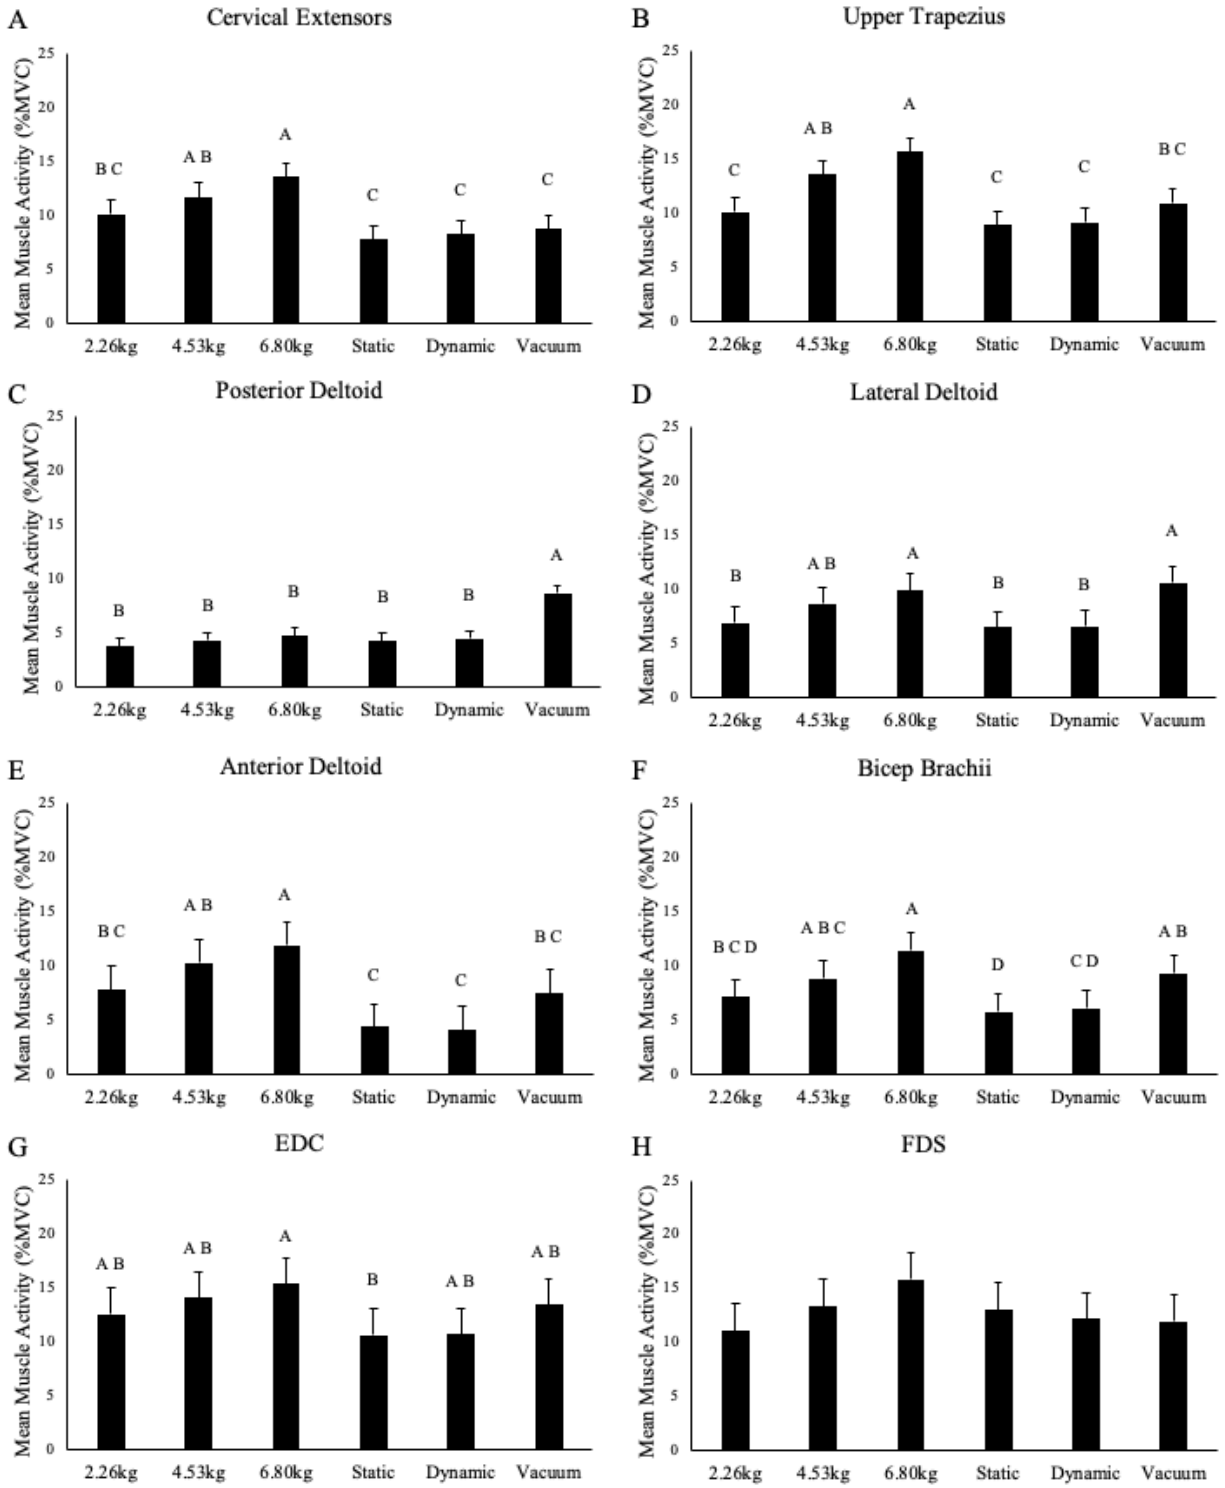 A Cervical Extensors
Mean Muscle Activity (%MVC)
25
20
15
10
5
0
B C
A B
A
C
C
C
2.26kg 4.53kg 6.80kg Static Dynamic Vacuum
B Upper Trapezius
Mean Muscle Activity (%MVC)
25
20
15
10
5
0
C
A B
A
C
C
B C
2.26kg 4.53kg 6.80kg Static Dynamic Vacuum
C Posterior Deltoid
Mean Muscle Activity (%MVC)
25
20
15
10
5
0
B
B
B
B
B
A
2.26kg 4.53kg 6.80kg Static Dynamic Vacuum
D Lateral Deltoid
Mean Muscle Activity (%MVC)
25
20
15
10
5
0
B
A B
A
B
B
A
2.26kg 4.53kg 6.80kg Static Dynamic Vacuum
E Anterior Deltoid
Mean Muscle Activity (%MVC)
25
20
15
10
5
0
B C
A B
A
C
C
B C
2.26kg 4.53kg 6.80kg Static Dynamic Vacuum
F Bicep Brachii
Mean Muscle Activity (%MVC)
25
20
15
10
5
0
B C D
A B C
A
D
C D
A B
2.26kg 4.53kg 6.80kg Static Dynamic Vacuum
G EDC
Mean Muscle Activity (%MVC)
25
20
15
10
5
0
A B
A B
A
B
A B
A B
2.26kg 4.53kg 6.80kg Static Dynamic Vacuum
H FDS
Mean Muscle Activity (%MVC)
25
20
15
10
5
0
2.26kg 4.53kg 6.80kg Static Dynamic Vacuum